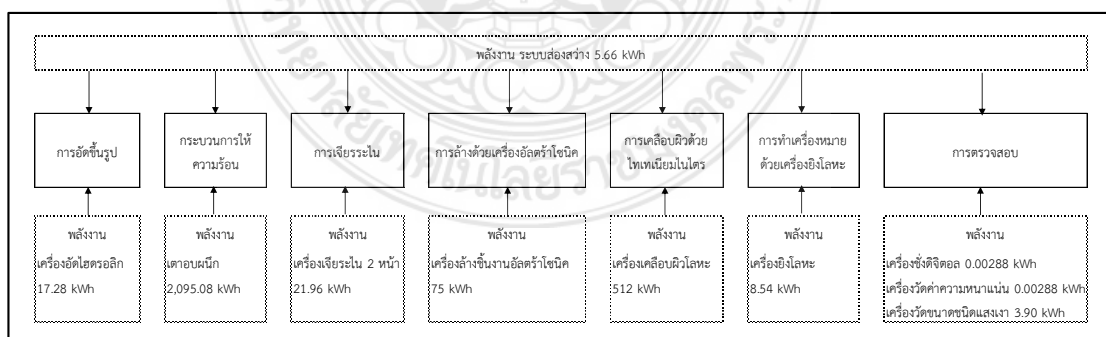 พลังงาน ระบบส่องสว่าง 5.66 kWh
การอัดขึ้นรูป
กระบวนการให้
ความร้อน
การเจียระไน
การล้างด้วยเครื่องอัลตร้าโซนิค
การเคลือบผิวด้วย
ไทเทเนียมไนไตร
การทำเครื่องหมาย
ด้วยเครื่องยิงโลหะ
การตรวจสอบ
พลังงาน
เครื่องอัดไฮดรอลิก
17.28 kWh
พลังงาน
เตาอบผนึก
2,095.08 kWh
พลังงาน
เครื่องเจียระไน 2 หน้า
21.96 kWh
พลังงาน
เครื่องล้างชิ้นงานอัลตร้าโซนิค
75 kWh
พลังงาน
เครื่องเคลือบผิวโลหะ
512 kWh
พลังงาน
เครื่องยิงโลหะ
8.54 kWh
พลังงาน
เครื่องชั่งดิจิตอล 0.00288 kWh
เครื่องวัดค่าความหนาแน่น 0.00288 kWh
เครื่องวัดขนาดชนิดแสงเงา 3.90 kWh